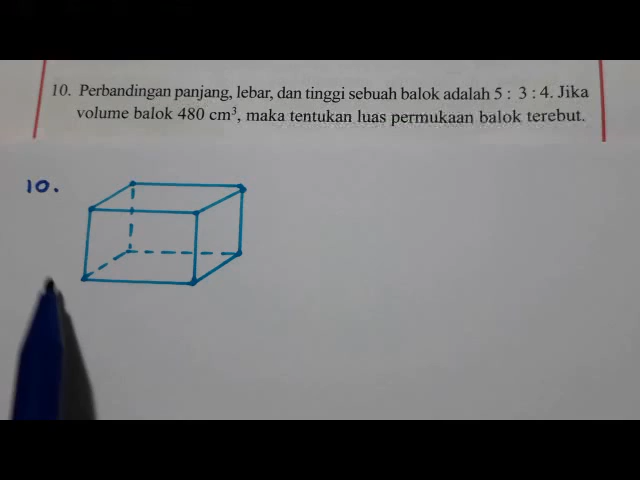 10. Perbandingan panjang, lebar, dan tinggi sebuah balok adalah 5 : 3 : 4. Jika
volume balok 480 cm³, maka tentukan luas permukaan balok terebut.
10.